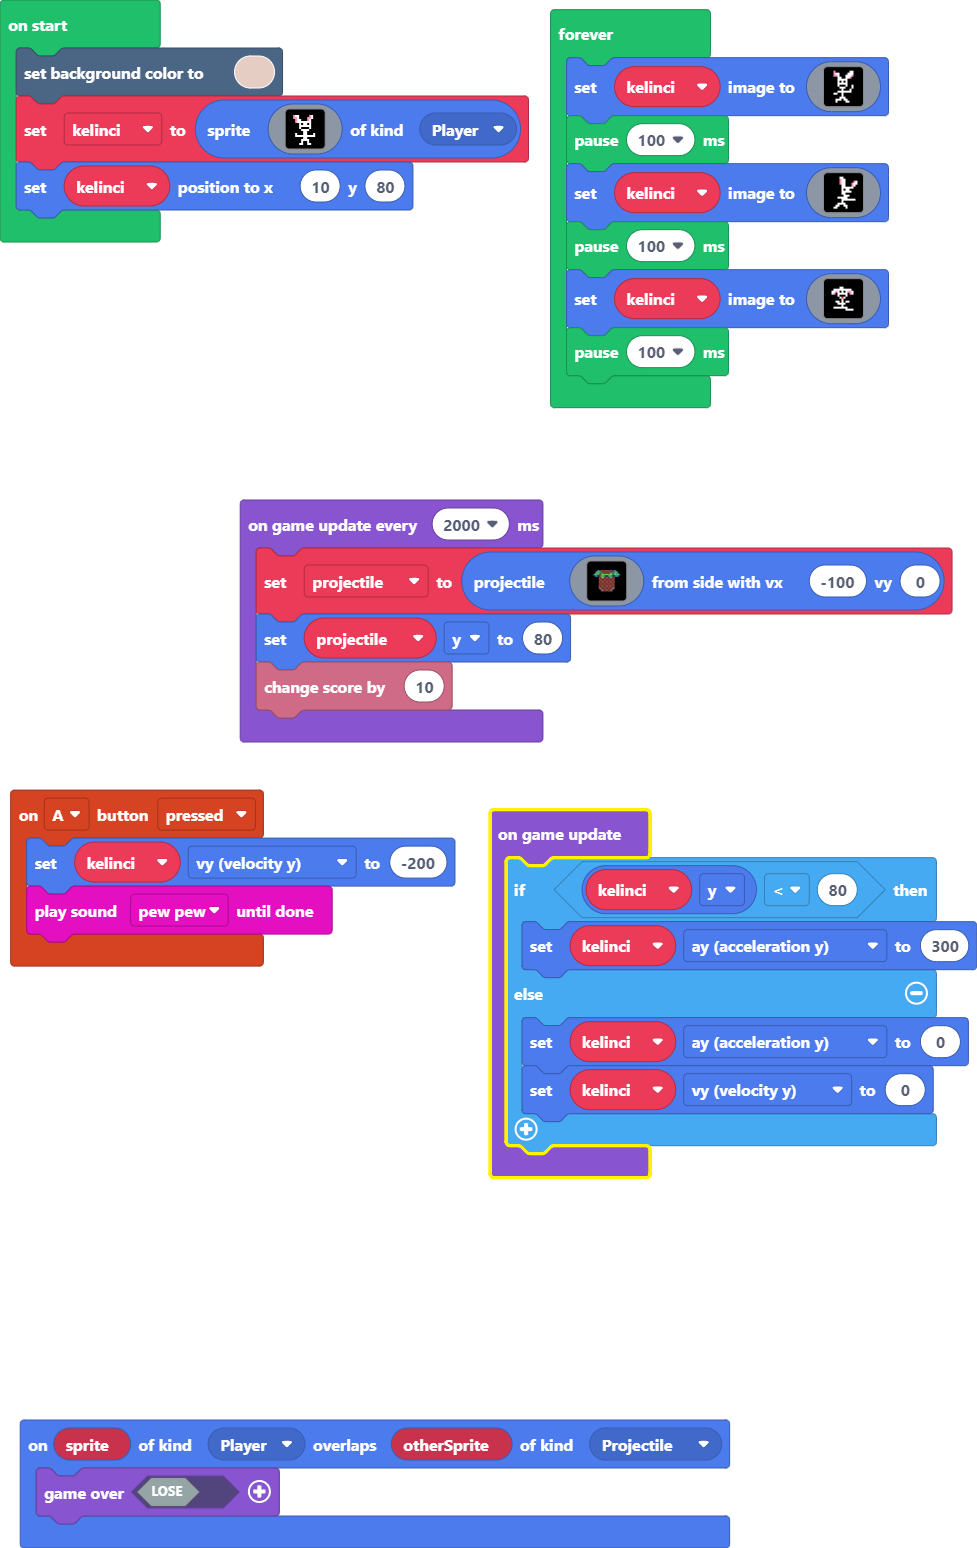 on start
set background color to
set kelinci to sprite of kind Player
set kelinci position to x 10 y 80
forever
set kelinci image to
pause 100 ms
set kelinci image to
pause 100 ms
set kelinci image to
pause 100 ms
on game update every 2000 ms
set projectile to projectile from side with vx -100 vy 0
set projectile y to 80
change score by 10
on A button pressed
set kelinci vy (velocity y) to -200
play sound pew pew until done
on game update
if kelinci y < 80 then
set kelinci ay (acceleration y) to 300
else
set kelinci ay (acceleration y) to 0
set kelinci vy (velocity y) to 0
on sprite of kind Player overlaps otherSprite of kind Projectile
game over LOSE